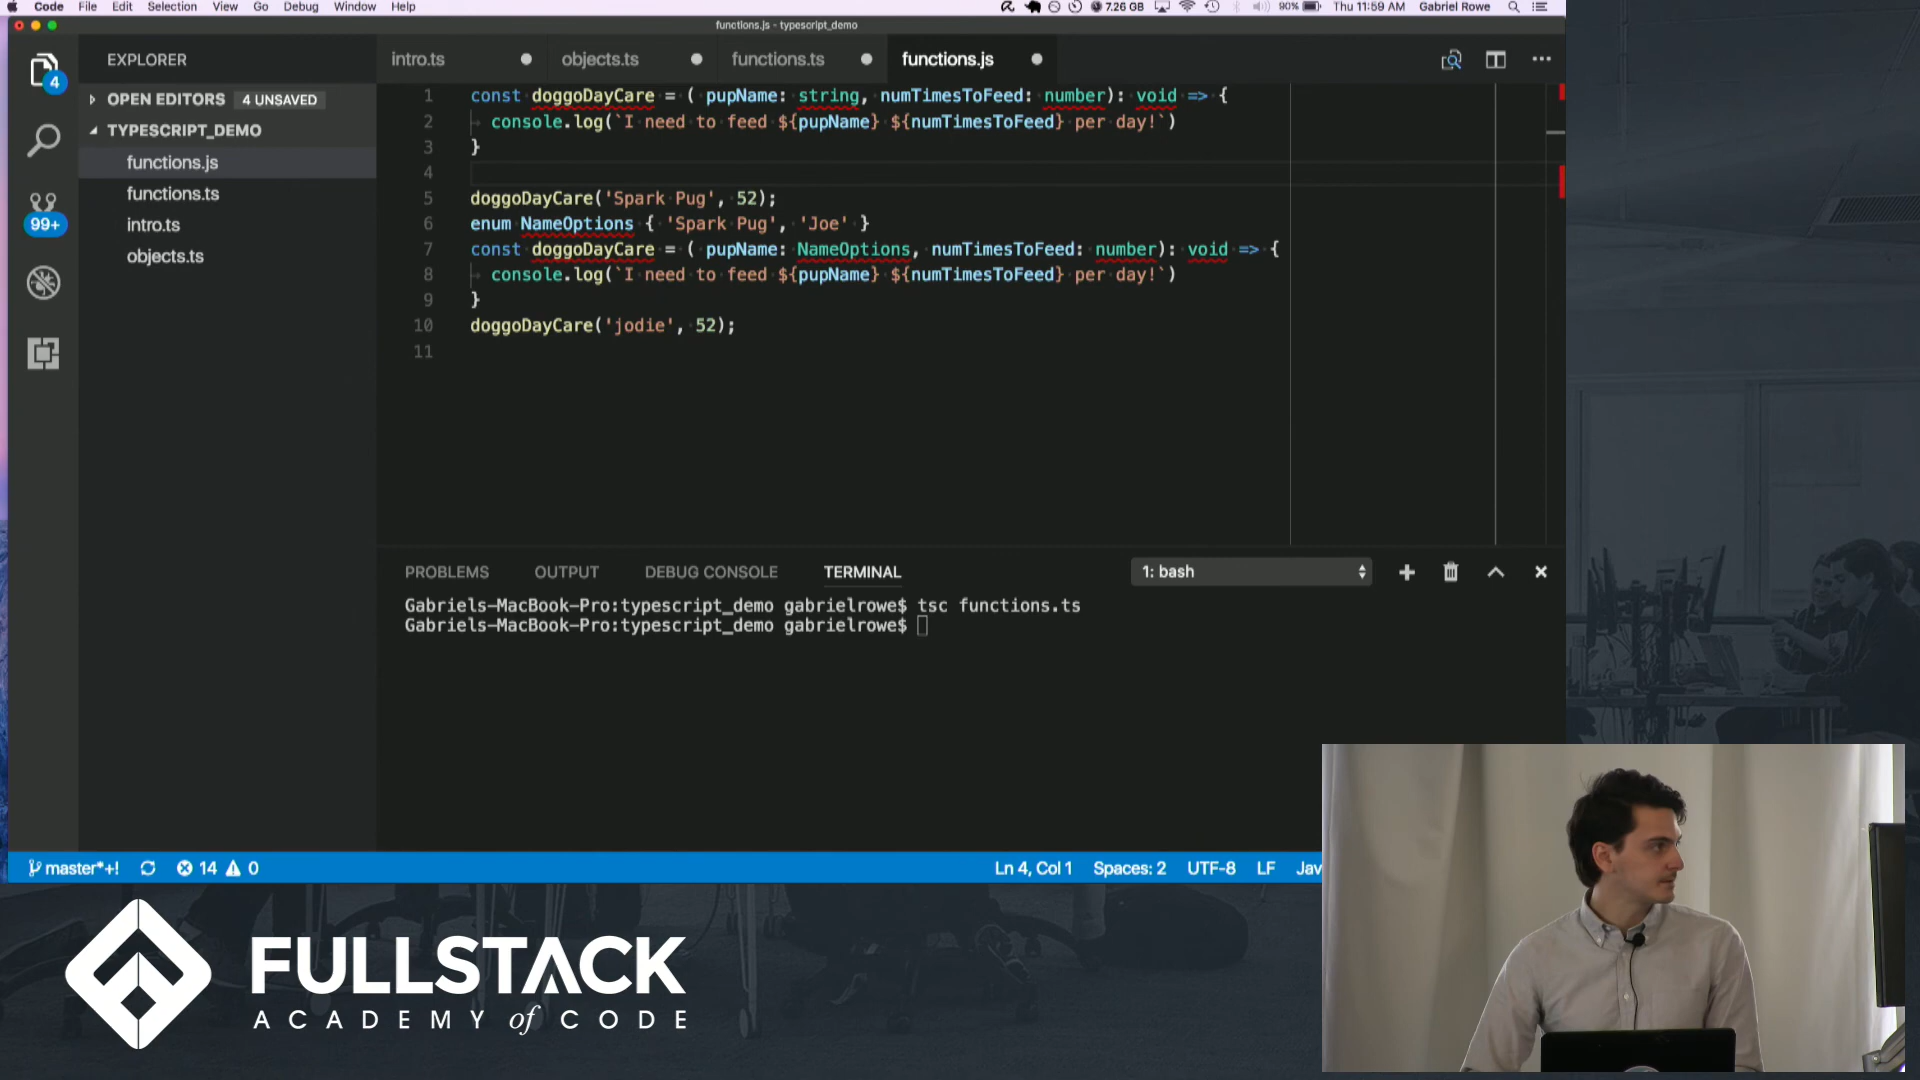 Code File Edit Selection View Go Debug Window Help 7.26 GB 90% Thu 11:59 AM Gabriel Rowe
functions.js - typescript_demo
EXPLORER
4
OPEN EDITORS 4 UNSAVED
TYPESCRIPT_DEMO
functions.js
functions.ts
intro.ts
objects.ts
99+
intro.ts objects.ts functions.ts functions.js
1 const doggoDayCare = ( pupName: string, numTimesToFeed: number): void => {
2 console.log(`I need to feed ${pupName} ${numTimesToFeed} per day!`)
3 }
4
5 doggoDayCare('Spark Pug', 52);
6 enum NameOptions { 'Spark Pug', 'Joe' }
7 const doggoDayCare = ( pupName: NameOptions, numTimesToFeed: number): void => {
8 console.log(`I need to feed ${pupName} ${numTimesToFeed} per day!`)
9 }
10 doggoDayCare('jodie', 52);
11
PROBLEMS OUTPUT DEBUG CONSOLE TERMINAL 1: bash
Gabriels-MacBook-Pro:typescript_demo gabrielrowe$ tsc functions.ts
Gabriels-MacBook-Pro:typescript_demo gabrielrowe$
master*+! 14 0 Ln 4, Col 1 Spaces: 2 UTF-8 LF Jav
FULLSTACK
ACADEMY of CODE